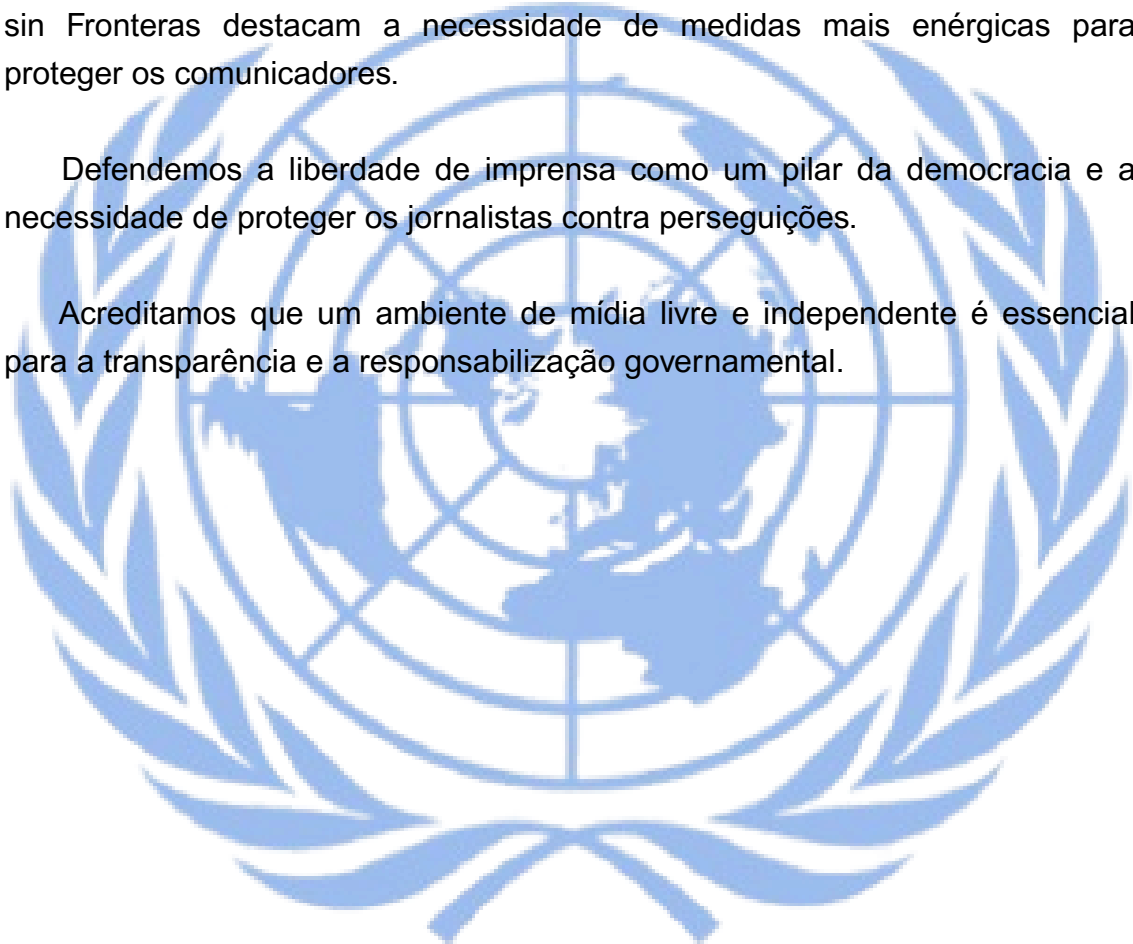 sin Fronteras destacam a necessidade de medidas mais enérgicas para
proteger os comunicadores.
Defendemos a liberdade de imprensa como um pilar da democracia e a
necessidade de proteger os jornalistas contra perseguições.
Acreditamos que um ambiente de mídia livre e independente é essencial
para a transparência e a responsabilização governamental.